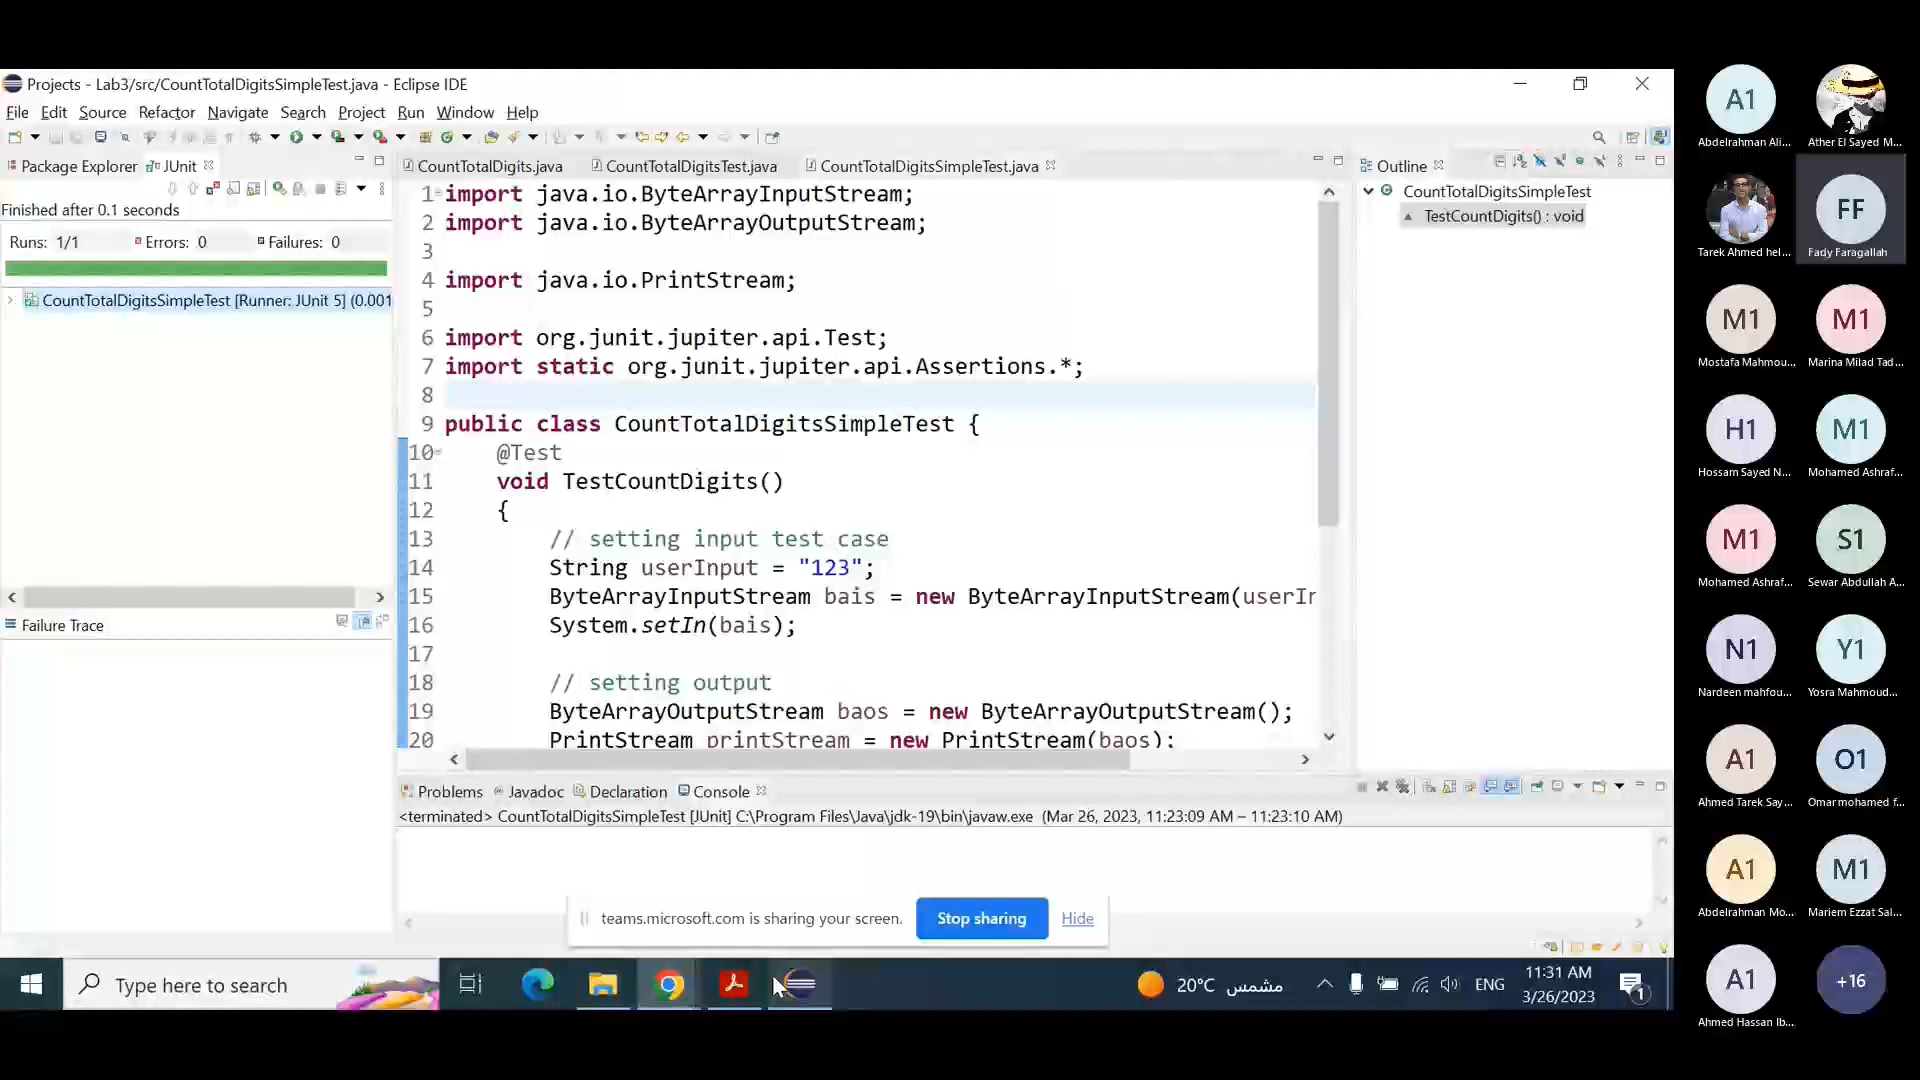 Projects - Lab3/src/CountTotalDigitsSimpleTest.java - Eclipse IDE
File Edit Source Refactor Navigate Search Project Run Window Help
Package Explorer JUnit
Finished after 0.1 seconds
Runs: 1/1 Errors: 0 Failures: 0
CountTotalDigitsSimpleTest [Runner: JUnit 5] (0.001
Failure Trace
CountTotalDigits.java CountTotalDigitsTest.java CountTotalDigitsSimpleTest.java
1 import java.io.ByteArrayInputStream;
2 import java.io.ByteArrayOutputStream;
3
4 import java.io.PrintStream;
5
6 import org.junit.jupiter.api.Test;
7 import static org.junit.jupiter.api.Assertions.*;
8
9 public class CountTotalDigitsSimpleTest {
10 @Test
11 void TestCountDigits()
12 {
13 // setting input test case
14 String userInput = "123";
15 ByteArrayInputStream bais = new ByteArrayInputStream(userIn
16 System.setIn(bais);
17
18 // setting output
19 ByteArrayOutputStream baos = new ByteArrayOutputStream();
20 PrintStream printStream = new PrintStream(baos);
Outline
CountTotalDigitsSimpleTest
TestCountDigits() : void
Problems Javadoc Declaration Console
<terminated> CountTotalDigitsSimpleTest [JUnit] C:\Program Files\Java\jdk-19\bin\javaw.exe (Mar 26, 2023, 11:23:09 AM – 11:23:10 AM)
teams.microsoft.com is sharing your screen. Stop sharing Hide
Type here to search
20°C مشمس
ENG
11:31 AM
3/26/2023
1
A1
Abdelrahman Ali...
Ather El Sayed M...
Tarek Ahmed hel...
FF
Fady Faragallah
M1 M1
Mostafa Mahmou... Marina Milad Tad...
H1 M1
Hossam Sayed N... Mohamed Ashraf...
M1 S1
Mohamed Ashraf... Sewar Abdullah A...
N1 Y1
Nardeen mahfou... Yosra Mahmoud...
A1 O1
Ahmed Tarek Say... Omarmohamed f...
A1 M1
Abdelrahman Mo... Mariem Ezzat Sal...
A1 +16
Ahmed Hassan Ib...